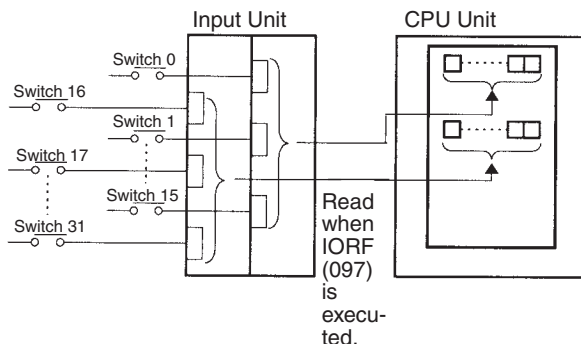 Input Unit
CPU Unit
Switch 0
Switch 16
Switch 1
Switch 17
Switch 15
Switch 31
Read
when
IORF
(097)
is
execu-
ted.